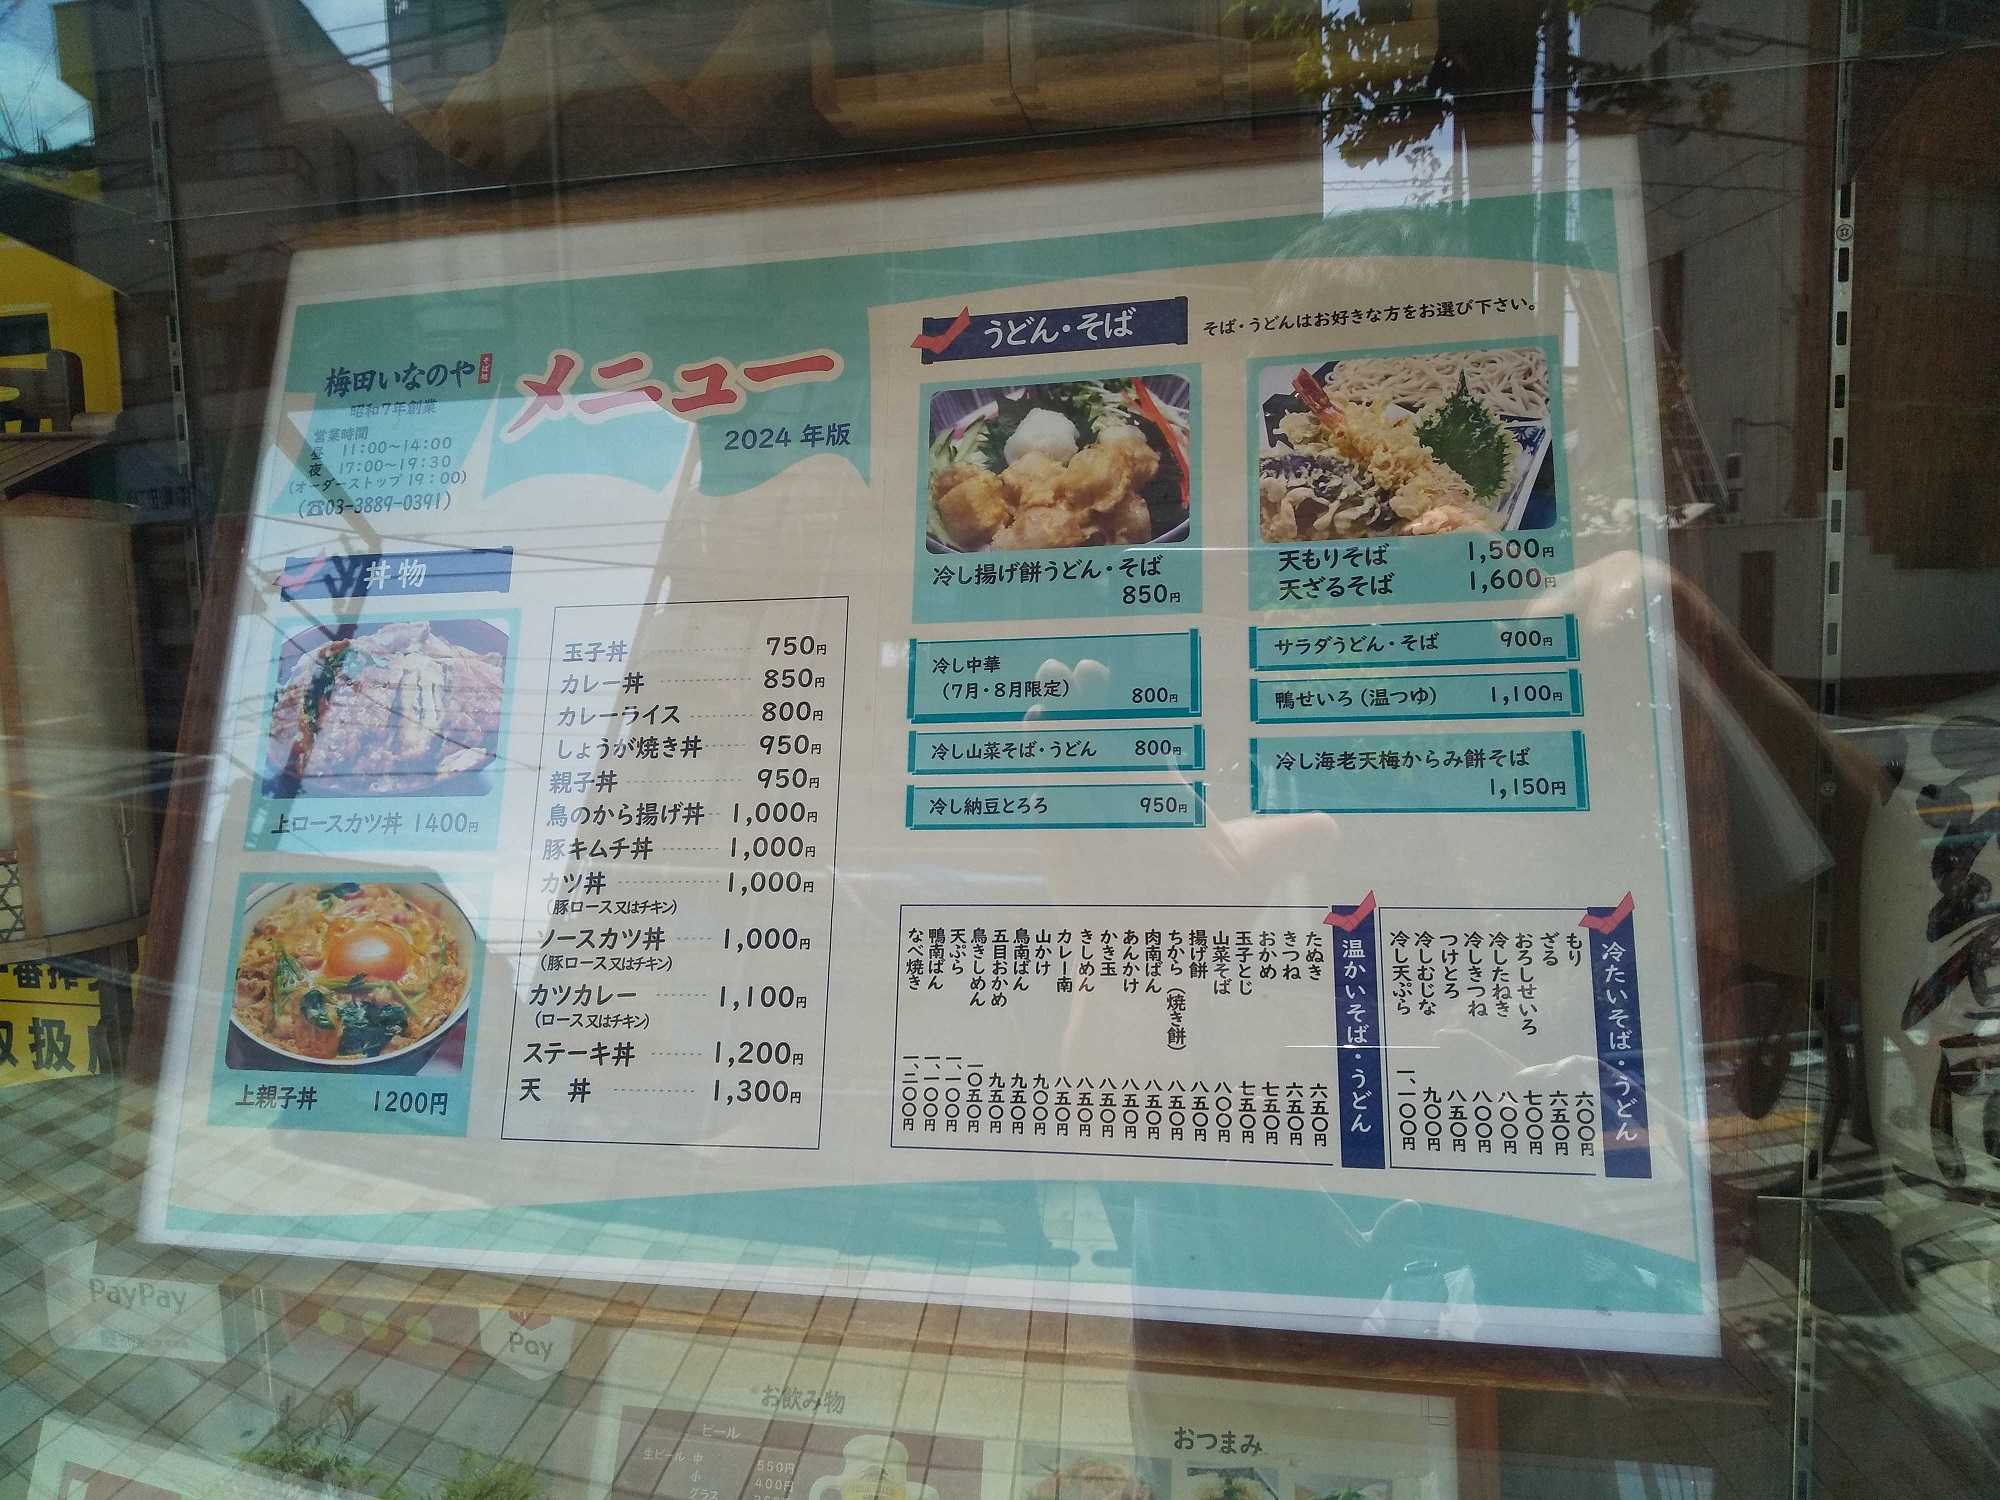 梅田いなのや
そば処
昭和7年創業
営業時間
昼 11:00~14:00
夜 17:00~19:30
(オーダーストップ 19:00)
(☎03-3889-0391)
メニュー
2024 年版
丼物
上ロースカツ丼 1400円
上親子丼 1200円
玉子丼 750円
カレー丼 850円
カレーライス 800円
しょうが焼き丼 950円
親子丼 950円
鳥のから揚げ丼 1,000円
豚キムチ丼 1,000円
カツ丼 1,000円
(豚ロース又はチキン)
ソースカツ丼 1,000円
(豚ロース又はチキン)
カツカレー 1,100円
(ロース又はチキン)
ステーキ丼 1,200円
天 丼 1,300円
うどん・そば
そば・うどんはお好きな方をお選び下さい。
冷し揚げ餅うどん・そば
850円
天もりそば 1,500円
天ざるそば 1,600円
冷し中華
(7月・8月限定) 800円
冷し山菜そば・うどん 800円
冷し納豆とろろ 950円
サラダうどん・そば 900円
鴨せいろ(温つゆ) 1,100円
冷し海老天梅からみ餅そば
1,150円
冷たいそば・うどん
もり 六〇〇円
ざる 六五〇円
おろしせいろ 七〇〇円
冷したねき 八〇〇円
冷しきつね 八〇〇円
つけとろ 八五〇円
冷しむじな 九〇〇円
冷し天ぷら 一、一〇〇円
温かいそば・うどん
たぬき 六五〇円
きつね 六五〇円
おかめ 七五〇円
玉子とじ 七五〇円
山菜そば 八〇〇円
揚げ餅 八五〇円
ちから(焼き餅) 八五〇円
肉南ばん 八五〇円
あんかけ 八五〇円
かき玉 八五〇円
きしめん 八五〇円
カレー南 八五〇円
山かけ 九〇〇円
鳥南ばん 九五〇円
五目おかめ 九五〇円
鳥きしめん 一〇五〇円
天ぷら 一、一〇〇円
鴨南ばん 一、一〇〇円
なべ焼き 一、二〇〇円
PayPay
Pay
お飲み物
ビール
生ビール 中 550円
小 400円
グラス
おつまみ
取扱